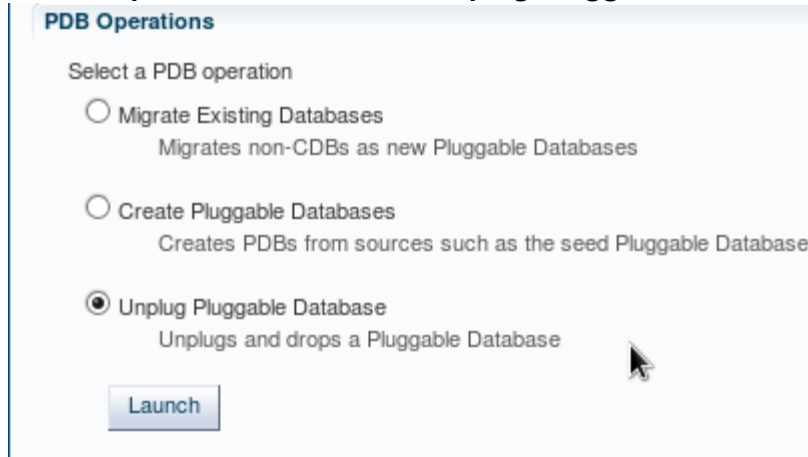 PDB Operations
Select a PDB operation
Migrate Existing Databases
Migrates non-CDBs as new Pluggable Databases
Create Pluggable Databases
Creates PDBs from sources such as the seed Pluggable Database
Unplug Pluggable Database
Unplugs and drops a Pluggable Database
Launch